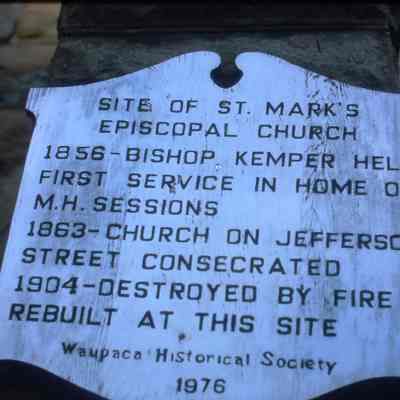 SITE OF ST. MARK'S
EPISCOPAL CHURCH
1856-BISHOP KEMPER HEL
FIRST SERVICE IN HOME O
M.H. SESSIONS
1863-CHURCH ON JEFFERSO
STREET CONSECRATED
1904-DESTROYED BY FIRE
REBUILT AT THIS SITE
Waupaca Historical Society
1976